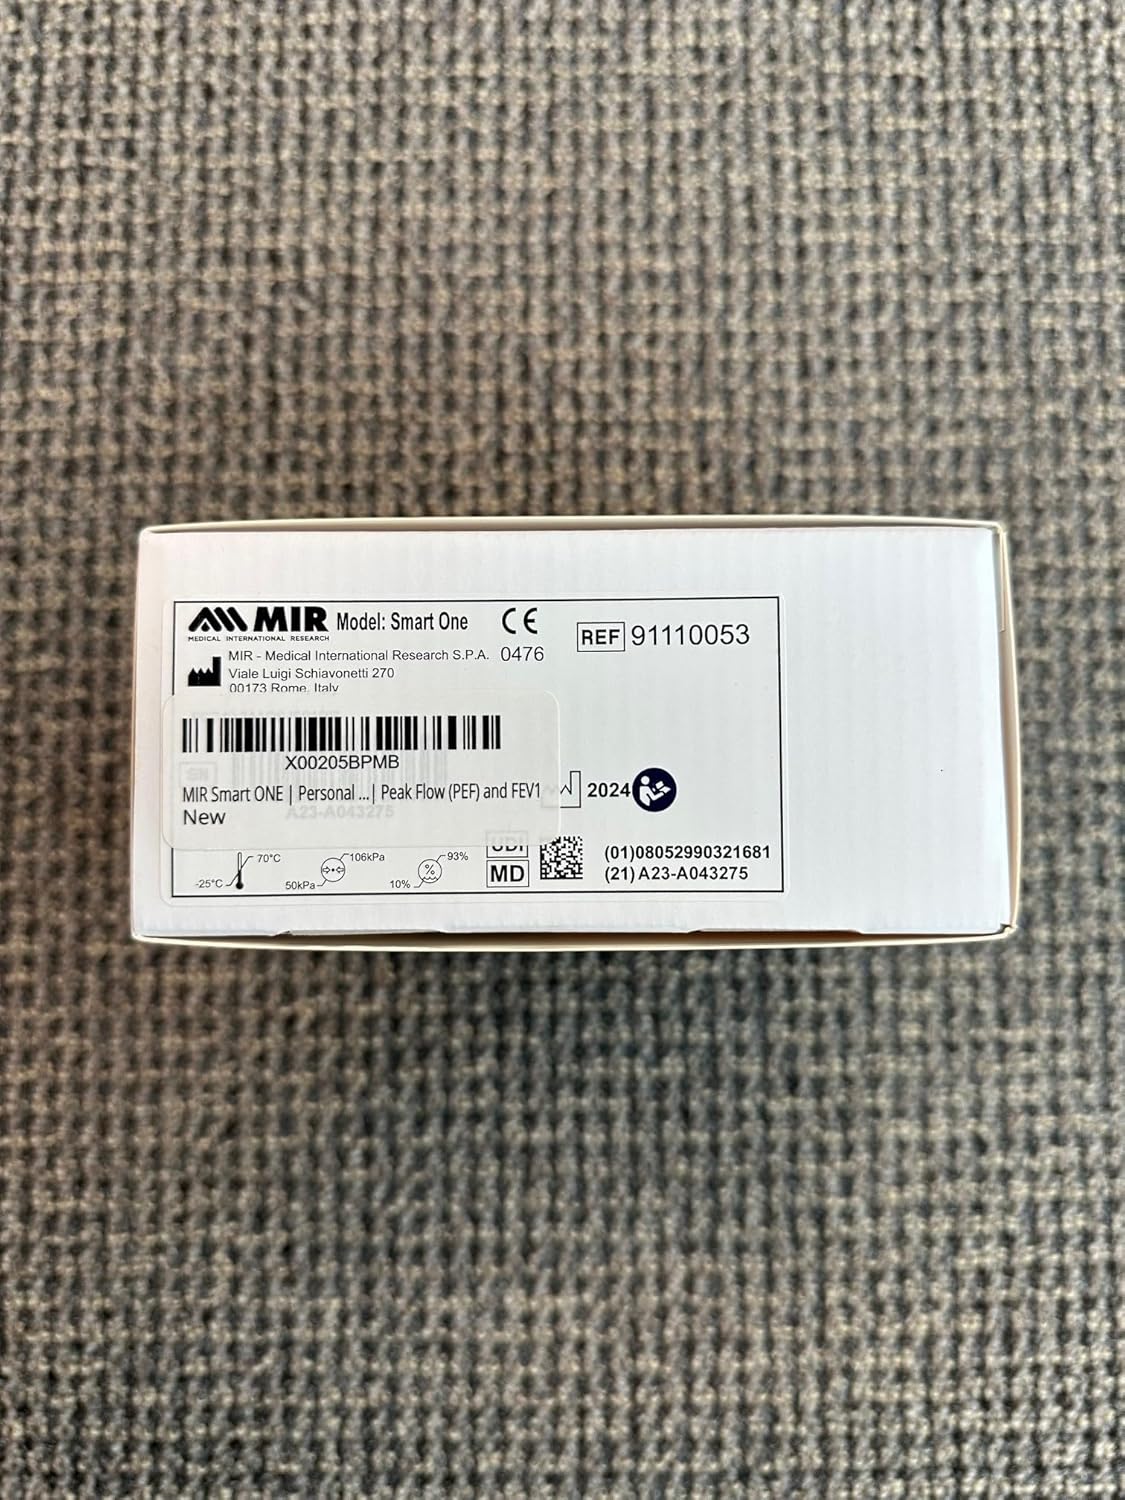 MIR Model: Smart One CE
MEDICAL INTERNATIONAL RESEARCH
REF 91110053
MIR - Medical International Research S.P.A. 0476
Viale Luigi Schiavonetti 270
00173 Rome, Italy
X00205BPMB
SN
MIR Smart ONE | Personal ...| Peak Flow (PEF) and FEV1
New
A23-A043275
2024
UDI
MD
(01)08052990321681
(21)A23-A043275
-25°C 70°C
50kPa 106kPa
10% 93%